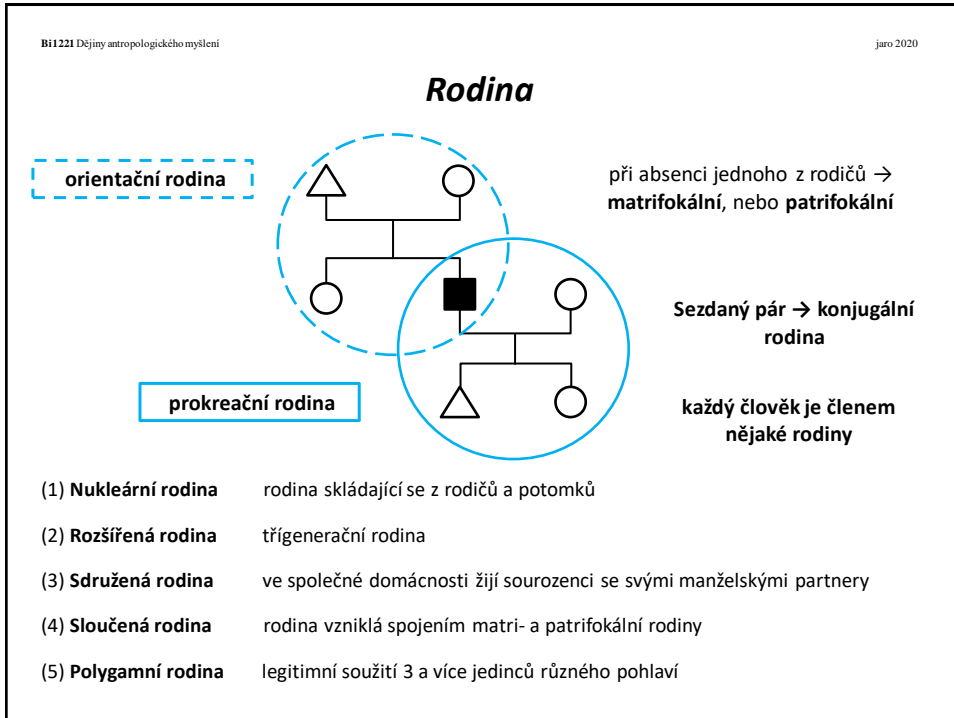 Bi1221 Dějiny antropologického myšlení
jaro 2020
Rodina
orientační rodina
při absenci jednoho z rodičů →
matrifokální, nebo patrifokální
Sezdaný pár → konjugální
rodina
prokreační rodina
každý člověk je členem
nějaké rodiny
(1) Nukleární rodina rodina skládající se z rodičů a potomků
(2) Rozšířená rodina třígenerační rodina
(3) Sdružená rodina ve společné domácnosti žijí sourozenci se svými manželskými partnery
(4) Sloučená rodina rodina vzniklá spojením matri- a patrifokální rodiny
(5) Polygamní rodina legitimní soužití 3 a více jedinců různého pohlaví